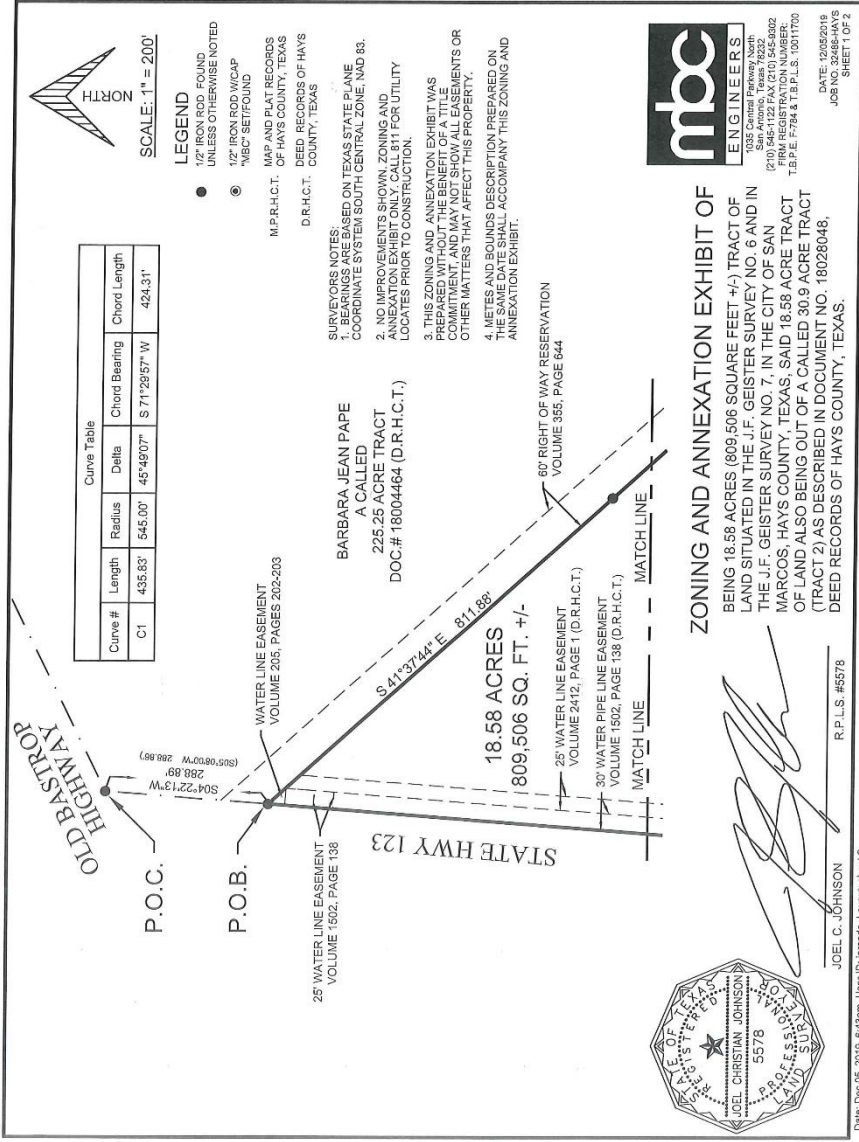 NORTH
SCALE: 1" = 200'
LEGEND
1/2" IRON ROD FOUND
UNLESS OTHERWISE NOTED
1/2" IRON ROD W/CAP
"MBC" SET/FOUND
M.P.R.H.C.T. MAP AND PLAT RECORDS
OF HAYS COUNTY, TEXAS
D.R.H.C.T. DEED RECORDS OF HAYS
COUNTY, TEXAS
Curve Table
Curve # Length Radius Delta Chord Bearing Chord Length
C1 435.83' 545.00' 45°49'07" S 71°29'57" W 424.31'
SURVEYORS NOTES:
1. BEARINGS ARE BASED ON TEXAS STATE PLANE
COORDINATE SYSTEM SOUTH CENTRAL ZONE, NAD 83.
2. NO IMPROVEMENTS SHOWN. ZONING AND
ANNEXATION EXHIBIT ONLY. CALL 811 FOR UTILITY
LOCATES PRIOR TO CONSTRUCTION.
3. THIS ZONING AND ANNEXATION EXHIBIT WAS
PREPARED WITHOUT THE BENEFIT OF A TITLE
COMMITMENT, AND MAY NOT SHOW ALL EASEMENTS OR
OTHER MATTERS THAT AFFECT THIS PROPERTY.
4. METES AND BOUNDS DESCRIPTION PREPARED ON
THE SAME DATE SHALL ACCOMPANY THIS ZONING AND
ANNEXATION EXHIBIT.
OLD BASTROP
HIGHWAY
P.O.C.
S04°22'13"W
288.89'
(S05°08'00"W 288.86')
P.O.B.
WATER LINE EASEMENT
VOLUME 205, PAGES 202-203
BARBARA JEAN PAPE
A CALLED
225.25 ACRE TRACT
DOC.# 18004464 (D.R.H.C.T.)
25' WATER LINE EASEMENT
VOLUME 1502, PAGE 138
S 41°37'44" E 811.88'
60' RIGHT OF WAY RESERVATION
VOLUME 355, PAGE 644
STATE HWY 123
18.58 ACRES
809,506 SQ. FT. +/-
25' WATER LINE EASEMENT
VOLUME 2412, PAGE 1 (D.R.H.C.T.)
30' WATER PIPE LINE EASEMENT
VOLUME 1502, PAGE 138 (D.R.H.C.T.)
MATCH LINE
MATCH LINE
ZONING AND ANNEXATION EXHIBIT OF
BEING 18.58 ACRES (809,506 SQUARE FEET +/-) TRACT OF
LAND SITUATED IN THE J.F. GEISTER SURVEY NO. 6 AND IN
THE J.F. GEISTER SURVEY NO. 7, IN THE CITY OF SAN
MARCOS, HAYS COUNTY, TEXAS, SAID 18.58 ACRE TRACT
OF LAND ALSO BEING OUT OF A CALLED 30.9 ACRE TRACT
(TRACT 2) AS DESCRIBED IN DOCUMENT NO. 18028048,
DEED RECORDS OF HAYS COUNTY, TEXAS.
mbc
ENGINEERS
1035 Central Parkway North
San Antonio, Texas 78232
(210) 545-1122 FAX (210) 545-9302
FIRM REGISTRATION NUMBER:
T.B.P.E. F-784 & T.B.P.L.S. 10011700
DATE: 12/05/2019
JOB NO. 32486-HAYS
SHEET 1 OF 2
STATE OF TEXAS
REGISTERED
JOEL CHRISTIAN JOHNSON
5578
PROFESSIONAL
LAND SURVEYOR
JOEL C. JOHNSON R.P.L.S. #5578
Date: Dec 05, 2019, 5:43pm User ID: